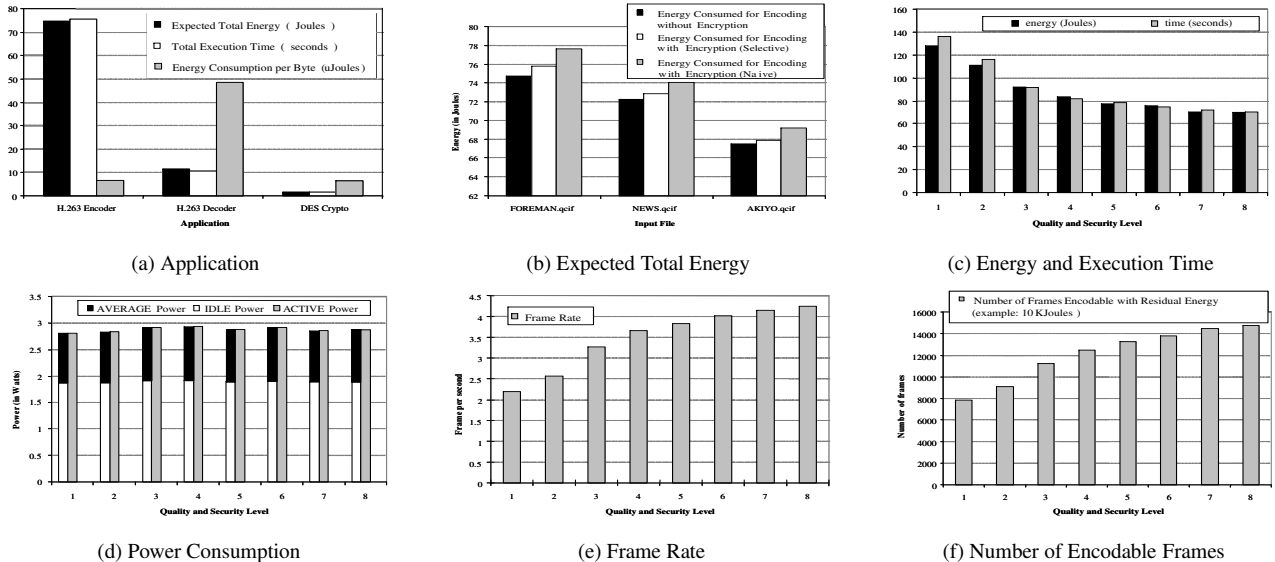 80
70
60
50
40
30
20
10
0
Expected Total Energy ( Joules )
Total Execution Time ( seconds )
Energy Consumption per Byte (uJoules)
H.263 Encoder H.263 Decoder DES Crypto
Application
(a) Application
Energy (in Joules)
80
78
76
74
72
70
68
66
64
62
Energy Consumed for Encoding
without Encryption
Energy Consumed for Encoding
with Encryption (Selective)
Energy Consumed for Encoding
with Encryption (Naive)
FOREMAN.qcif NEWS.qcif AKIYO.qcif
Input File
(b) Expected Total Energy
160
140
120
100
80
60
40
20
0
energy (Joules) time (seconds)
1 2 3 4 5 6 7 8
Quality and Security Level
(c) Energy and Execution Time
Power (in Watts)
3.5
3
2.5
2
1.5
1
0.5
0
AVERAGE Power IDLE Power ACTIVE Power
1 2 3 4 5 6 7 8
Quality and Security Level
(d) Power Consumption
Frame per second
4.5
4
3.5
3
2.5
2
1.5
1
0.5
0
Frame Rate
1 2 3 4 5 6 7 8
Quality and Security Level
(e) Frame Rate
Number of frames
16000
14000
12000
10000
8000
6000
4000
2000
0
Number of Frames Encodable with Residual Energy
(example: 10 KJoules )
1 2 3 4 5 6 7 8
Quality and Security Level
(f) Number of Encodable Frames